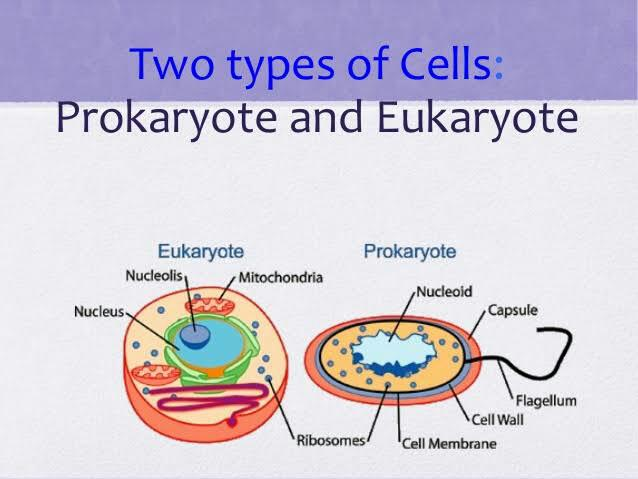 Two types of Cells:
Prokaryote and Eukaryote
Eukaryote
Prokaryote
Nucleolis
Mitochondria
Nucleus
Nucleoid
Capsule
Flagellum
Cell Wall
Ribosomes
Cell Membrane